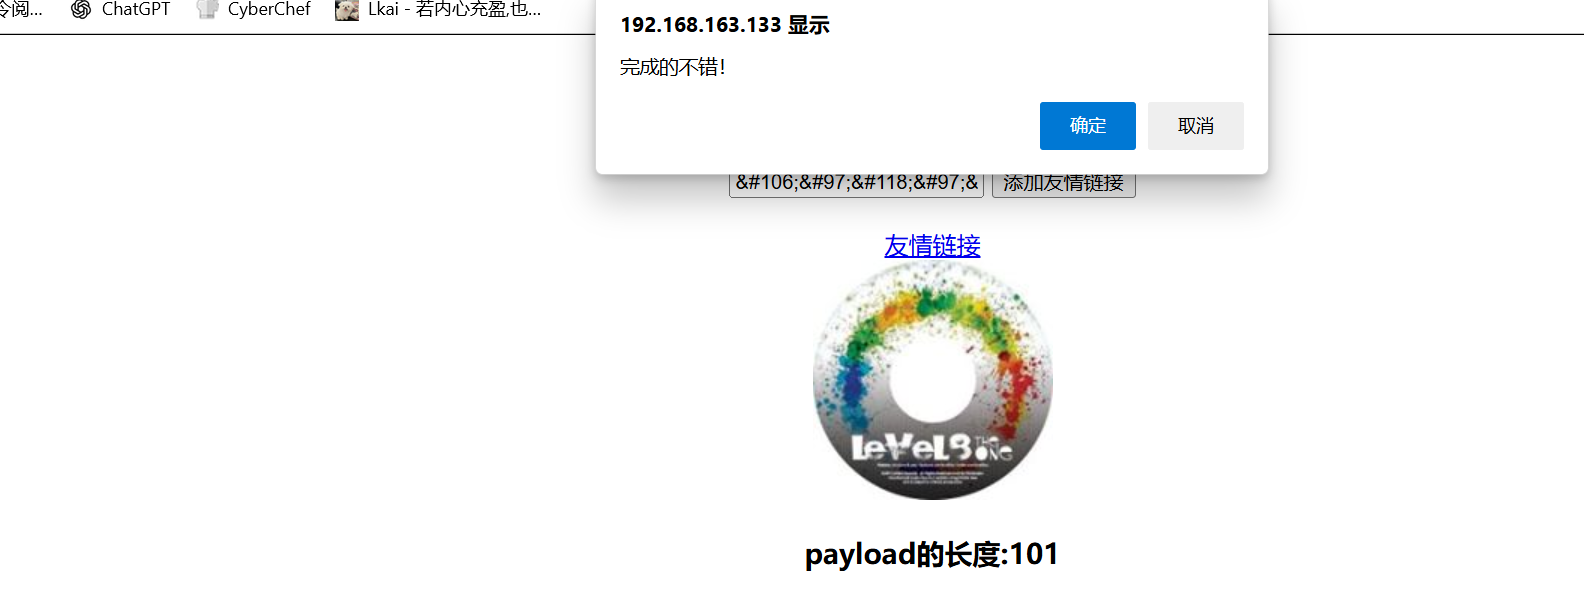 令阅... ChatGPT CyberChef Lkai - 若内心充盈,也...
192.168.163.133 显示
完成的不错!
确定 取消
&#106;&#97;&#118;&#97;& 添加友情链接
友情链接
LeVeL8 THe ONG
payload的长度:101